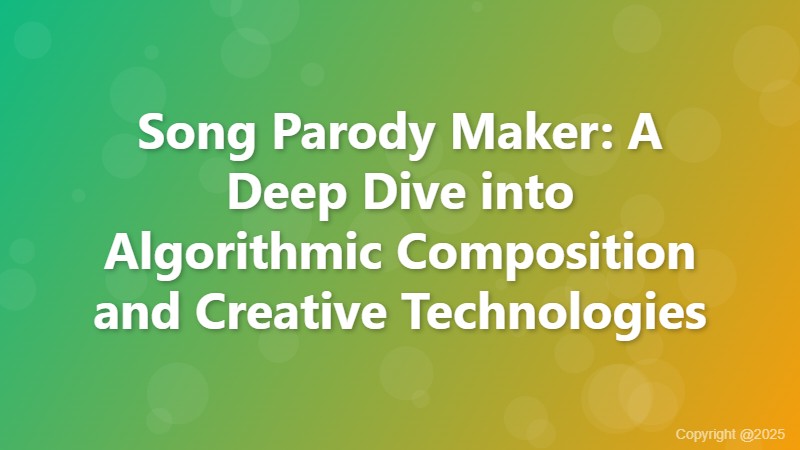 Song Parody Maker: A
Deep Dive into
Algorithmic Composition
and Creative Technologies
Copyright @2025